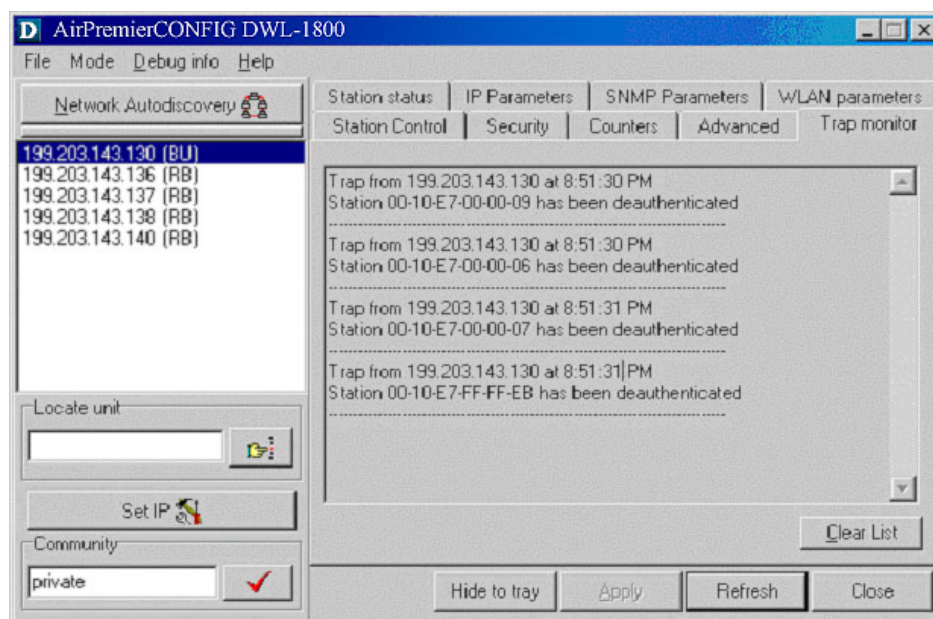 D AirPremierCONFIG DWL-1800
File Mode Debug info Help
Network Autodiscovery
199.203.143.130 (BU)
199.203.143.136 (RB)
199.203.143.137 (RB)
199.203.143.138 (RB)
199.203.143.140 (RB)
Locate unit
Set IP
Community
private
Station status IP Parameters SNMP Parameters WLAN parameters
Station Control Security Counters Advanced Trap monitor
Trap from 199.203.143.130 at 8:51:30 PM
Station 00-10-E7-00-00-09 has been deauthenticated
--------------------------------------------------
Trap from 199.203.143.130 at 8:51:30 PM
Station 00-10-E7-00-00-06 has been deauthenticated
--------------------------------------------------
Trap from 199.203.143.130 at 8:51:31 PM
Station 00-10-E7-00-00-07 has been deauthenticated
--------------------------------------------------
Trap from 199.203.143.130 at 8:51:31 PM
Station 00-10-E7-FF-FF-EB has been deauthenticated
--------------------------------------------------
Clear List
Hide to tray Apply Refresh Close